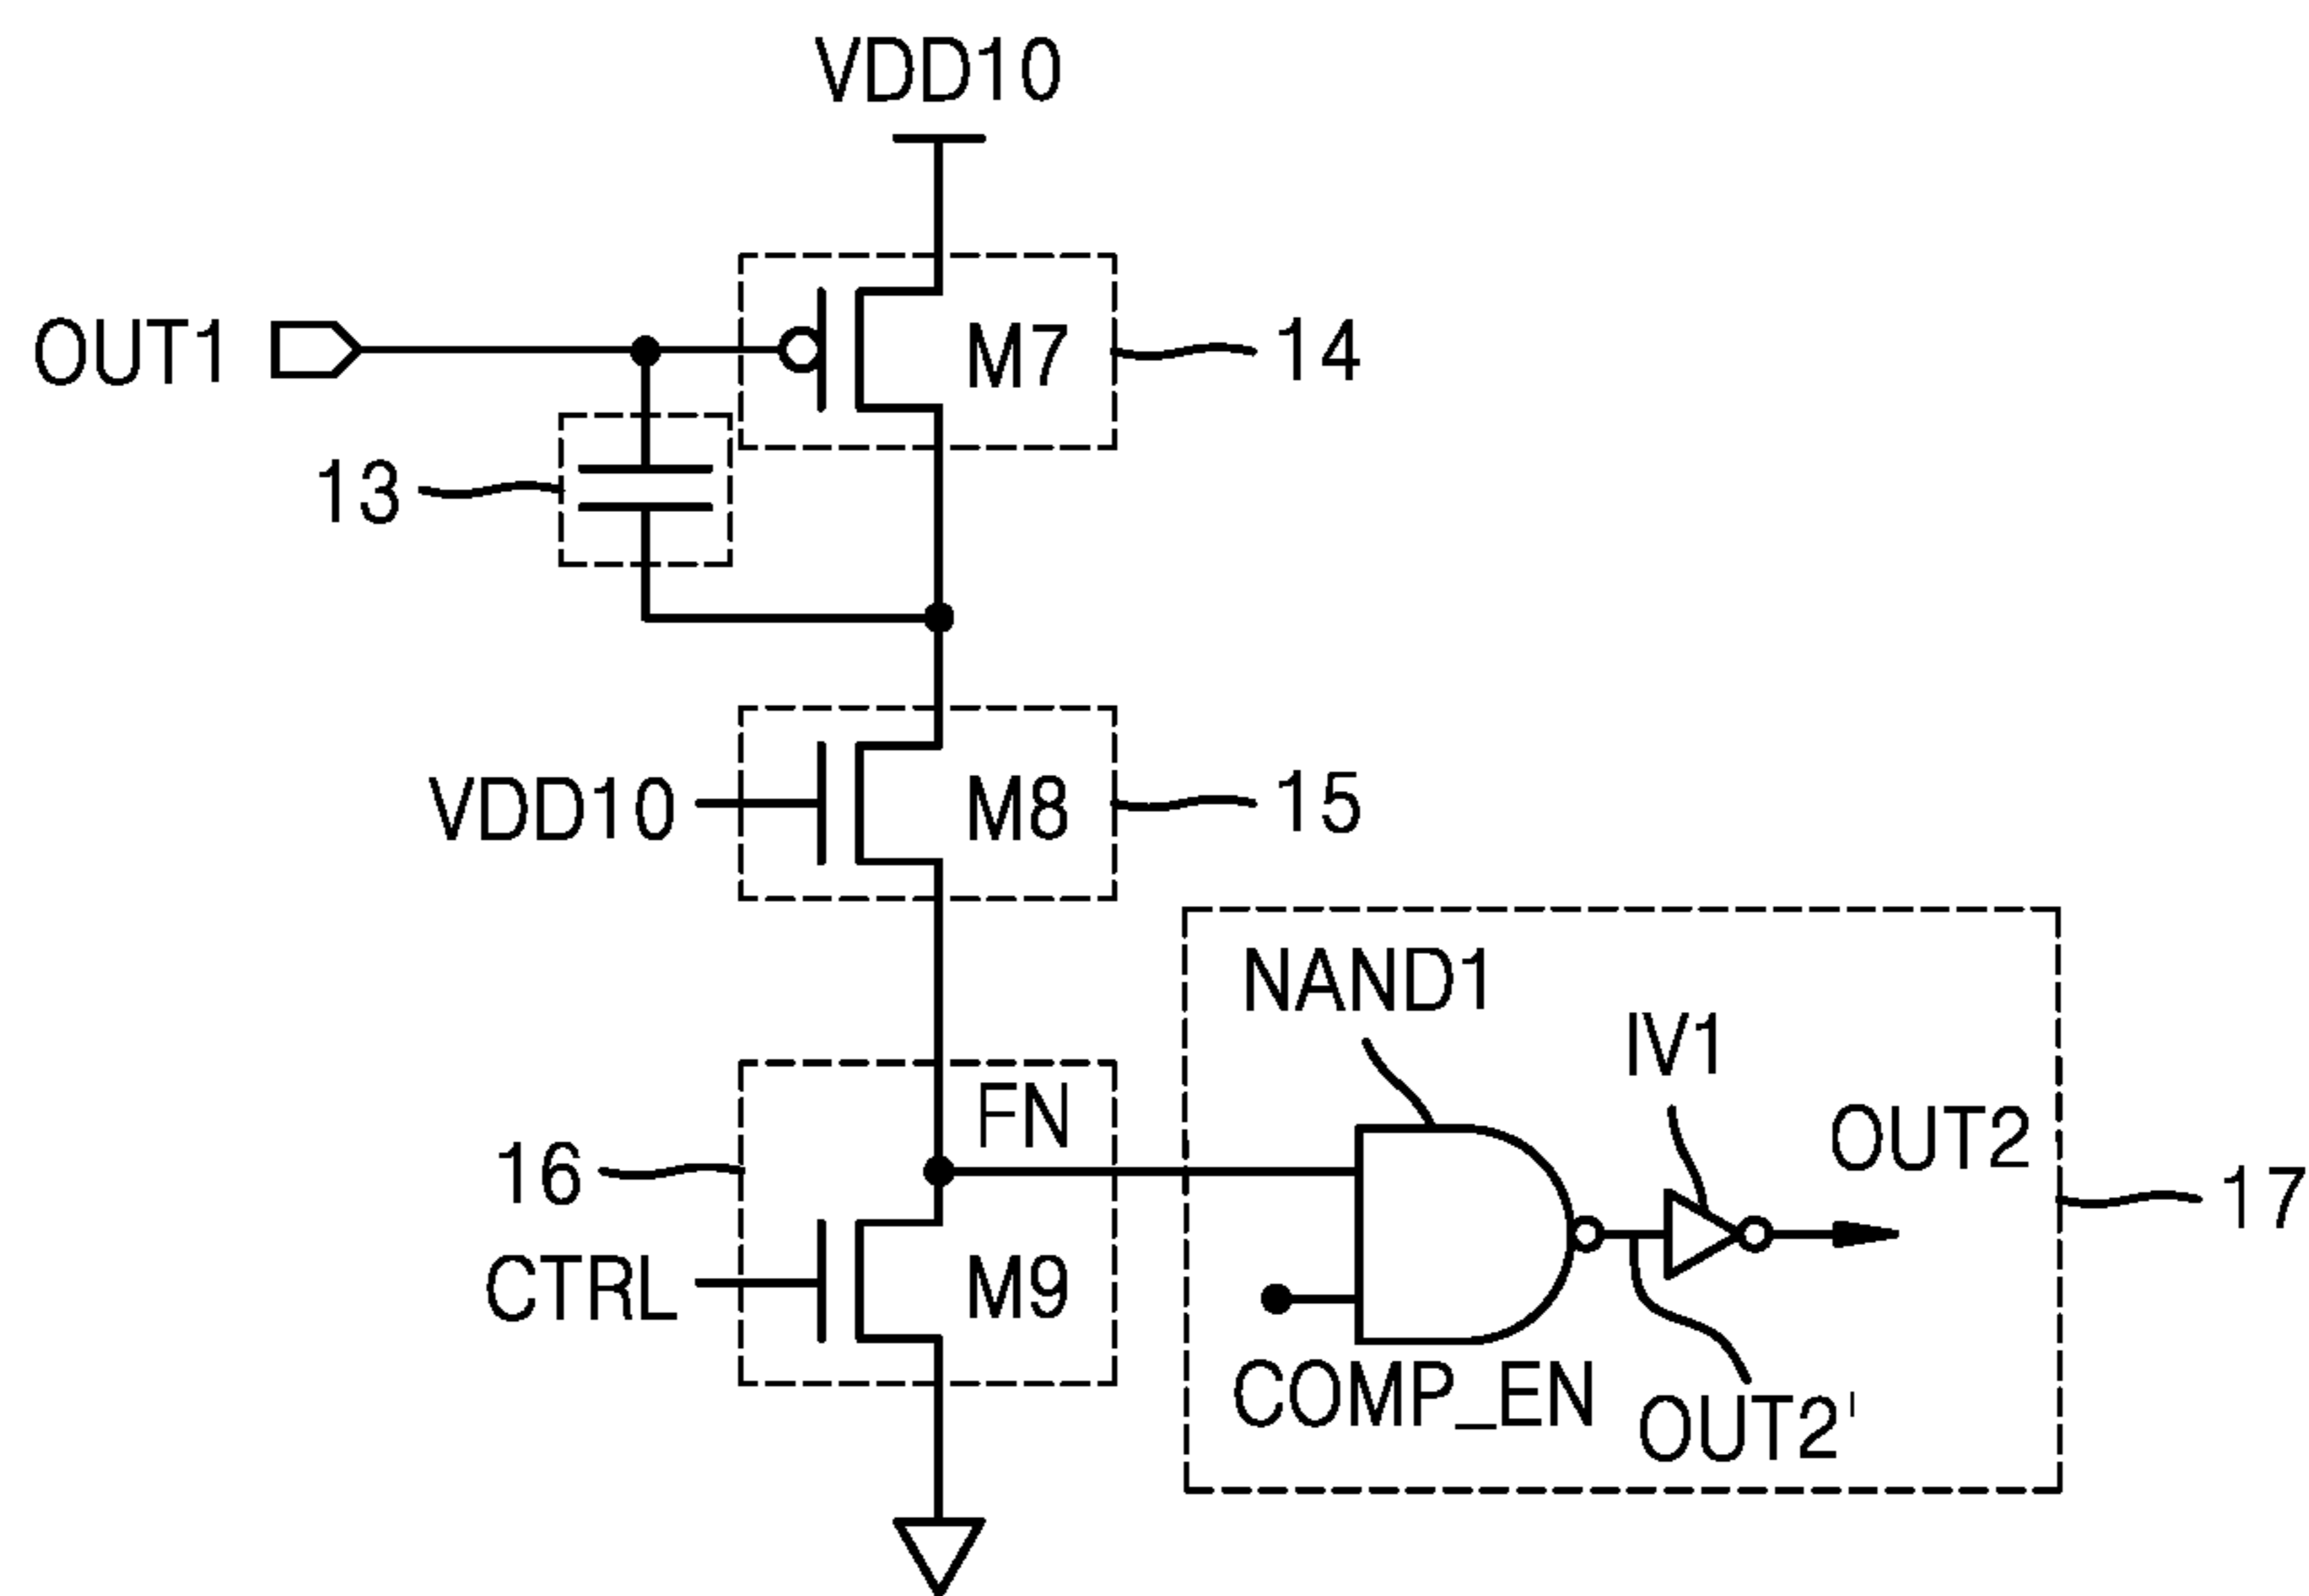 VDD10
OUT1
M7
14
13
VDD10
M8
15
NAND1
IV1
FN
OUT2
16
17
CTRL
M9
COMP_EN
OUT2'